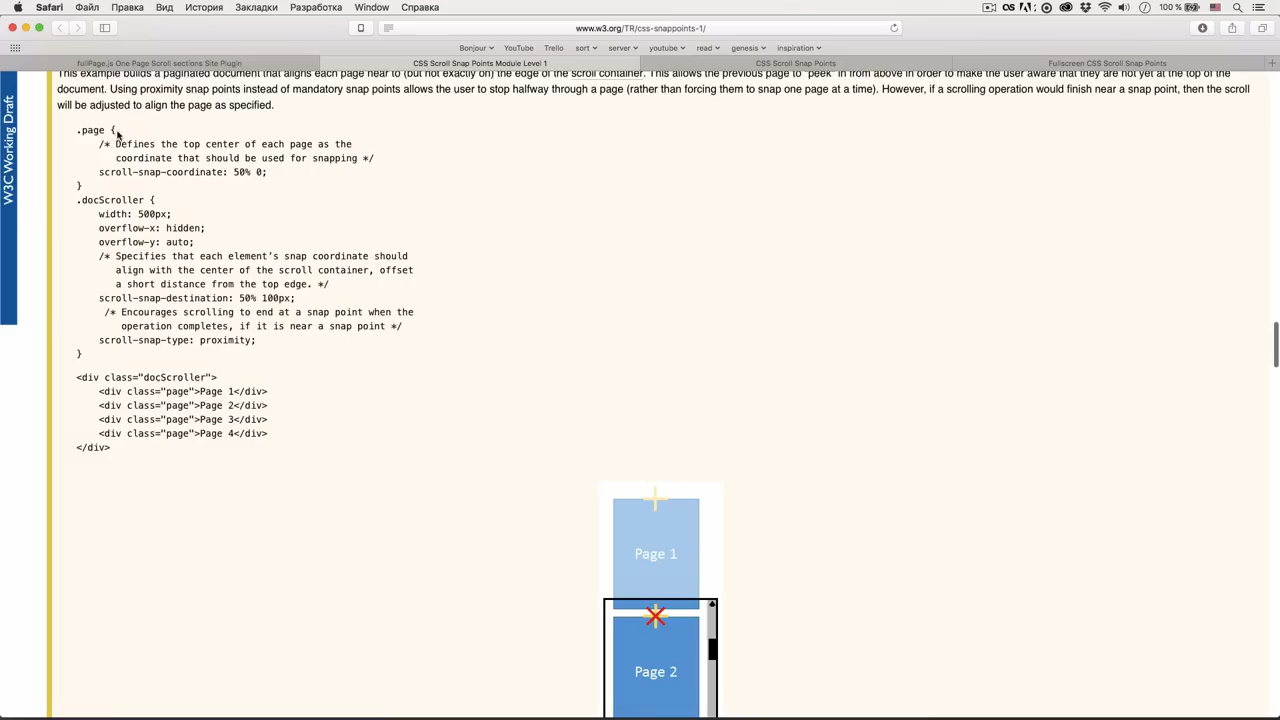 Safari Файл Правка Вид История Закладки Разработка Window Справка 100 %
www.w3.org/TR/css-snappoints-1/
Bonjour YouTube Trello sort server youtube read genesis inspiration
fullPage.js One Page Scroll sections Site Plugin CSS Scroll Snap Points Module Level 1 CSS Scroll Snap Points Fullscreen CSS Scroll Snap Points
W3C Working Draft
This example builds a paginated document that aligns each page near to (but not exactly on) the edge of the scroll container. This allows the previous page to "peek" in from above in order to make the user aware that they are not yet at the top of the
document. Using proximity snap points instead of mandatory snap points allows the user to stop halfway through a page (rather than forcing them to snap one page at a time). However, if a scrolling operation would finish near a snap point, then the scroll
will be adjusted to align the page as specified.
.page {
/* Defines the top center of each page as the
coordinate that should be used for snapping */
scroll-snap-coordinate: 50% 0;
}
.docScroller {
width: 500px;
overflow-x: hidden;
overflow-y: auto;
/* Specifies that each element's snap coordinate should
align with the center of the scroll container, offset
a short distance from the top edge. */
scroll-snap-destination: 50% 100px;
/* Encourages scrolling to end at a snap point when the
operation completes, if it is near a snap point */
scroll-snap-type: proximity;
}
<div class="docScroller">
<div class="page">Page 1</div>
<div class="page">Page 2</div>
<div class="page">Page 3</div>
<div class="page">Page 4</div>
</div>
Page 1
Page 2